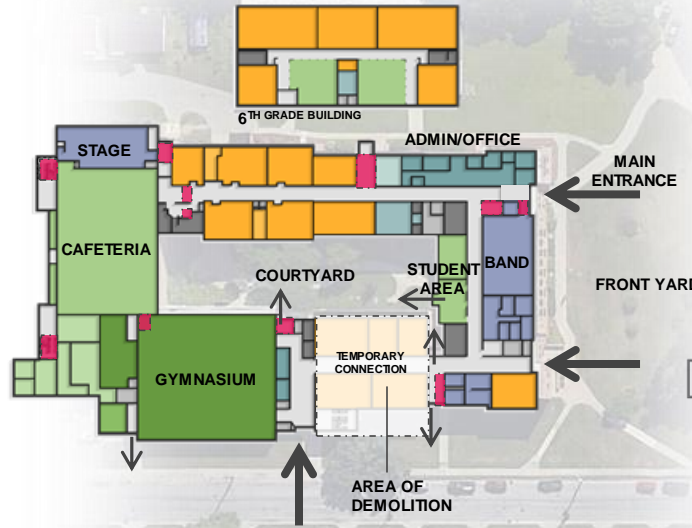 6TH GRADE BUILDING
ADMIN/OFFICE
STAGE
MAIN
ENTRANCE
CAFETERIA
COURTYARD
STUDENT
AREA
BAND
FRONT YARD
TEMPORARY
CONNECTION
GYMNASIUM
AREA OF
DEMOLITION